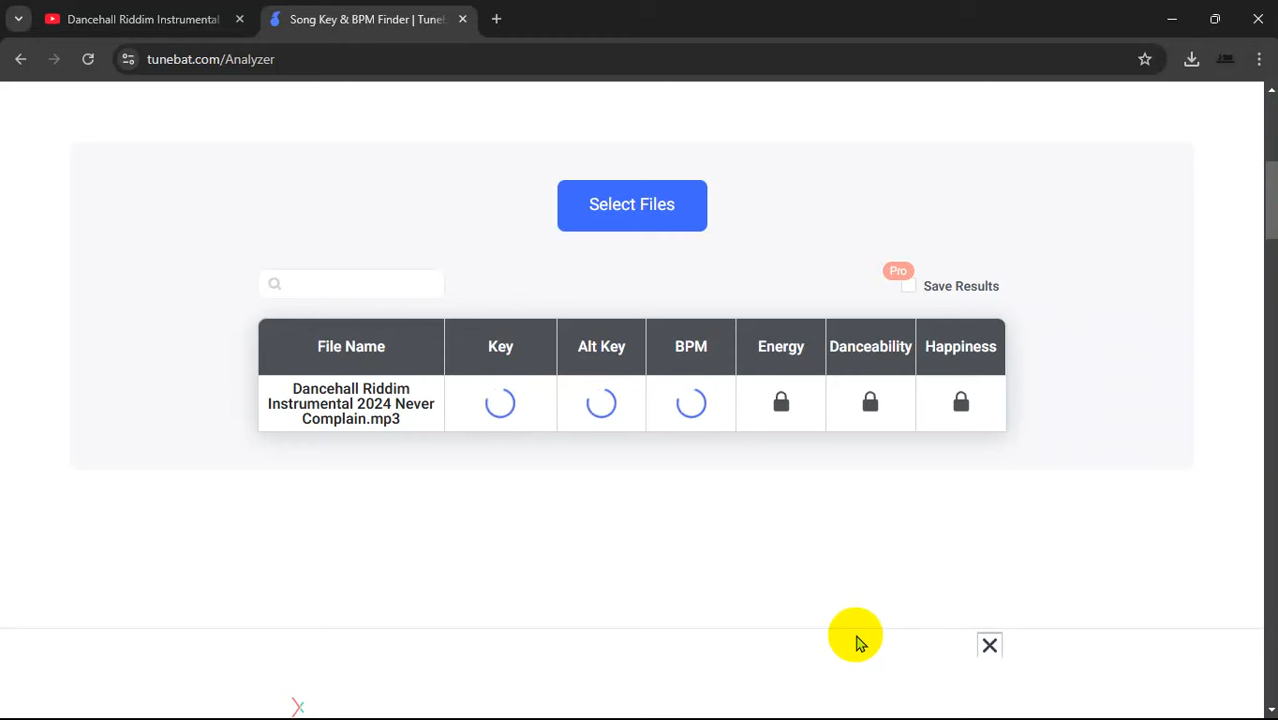 Dancehall Riddim Instrumental
Song Key & BPM Finder | Tune
tunebat.com/Analyzer
Select Files
Pro
Save Results
File Name
Key
Alt Key
BPM
Energy
Danceability
Happiness
Dancehall Riddim
Instrumental 2024 Never
Complain.mp3